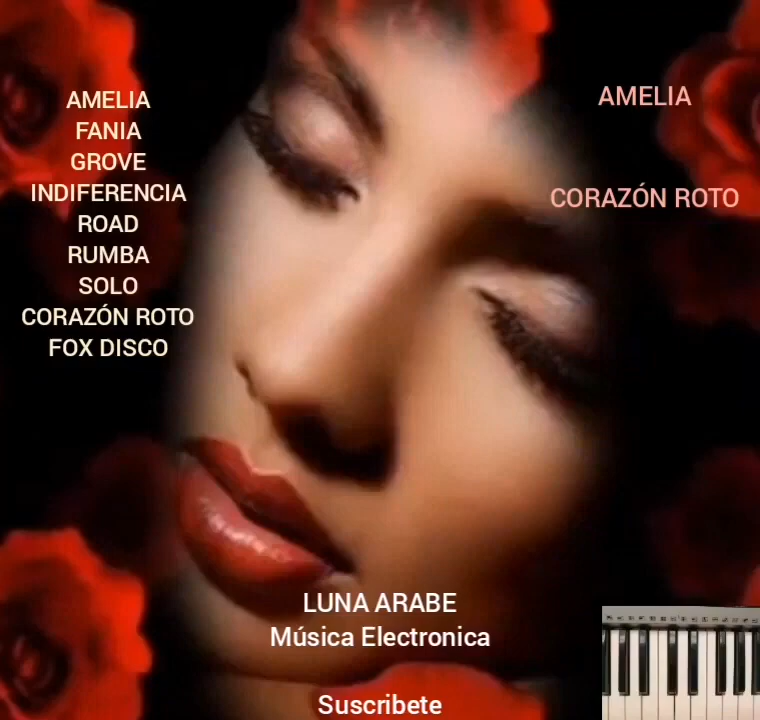 AMELIA
FANIA
GROVE
INDIFERENCIA
ROAD
RUMBA
SOLO
CORAZÓN ROTO
FOX DISCO
AMELIA
CORAZÓN ROTO
LUNA ARABE
Música Electronica
Suscribete